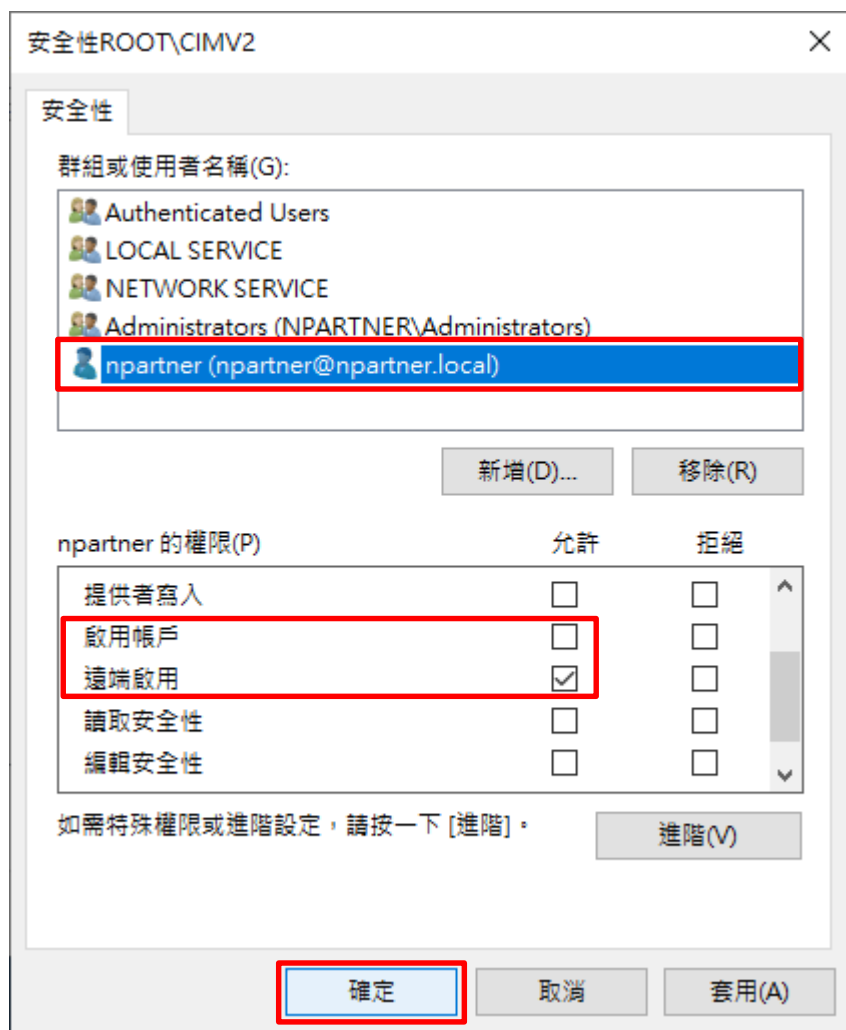 安全性ROOT\CIMV2
安全性
群組或使用者名稱(G):
Authenticated Users
LOCAL SERVICE
NETWORK SERVICE
Administrators (NPARTNER\Administrators)
npartner (npartner@npartner.local)
新增(D)... 移除(R)
npartner 的權限(P) 允許 拒絕
提供者寫入
啟用帳戶
遠端啟用
讀取安全性
編輯安全性
如需特殊權限或進階設定，請按一下 [進階]。 進階(V)
確定 取消 套用(A)